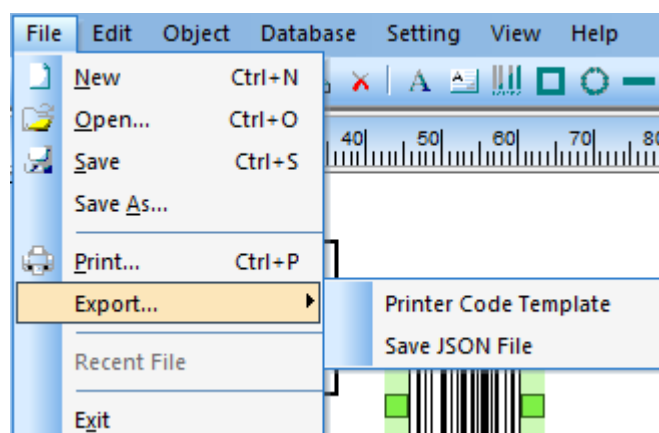 File Edit Object Database Setting View Help
New Ctrl+N
Open... Ctrl+O
40 50 60 70
Save Ctrl+S
Save As...
Print... Ctrl+P
Export... Printer Code Template
Save JSON File
Recent File
Exit